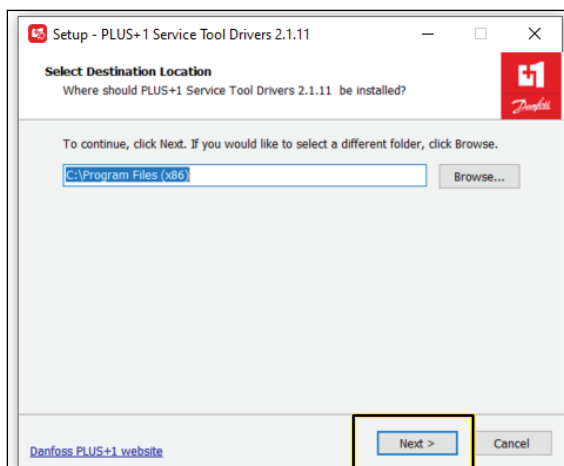 Setup - PLUS+1 Service Tool Drivers 2.1.11
Select Destination Location
Where should PLUS+1 Service Tool Drivers 2.1.11 be installed?
+1
Danfoss
To continue, click Next. If you would like to select a different folder, click Browse.
C:\Program Files (x86)
Browse...
Danfoss PLUS+1 website
Next >
Cancel